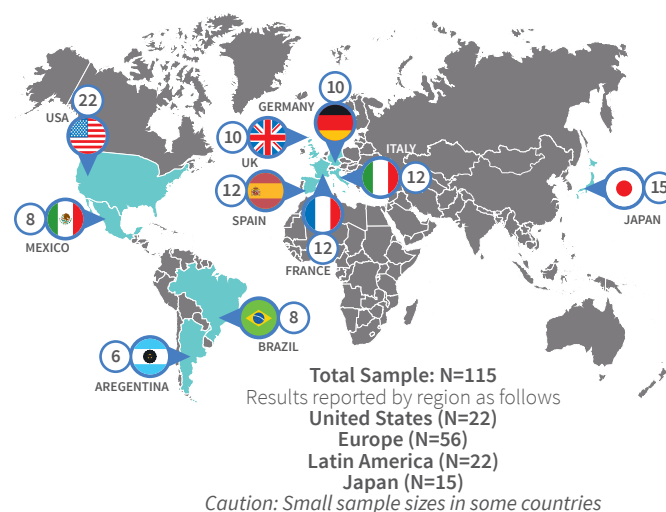 10
GERMANY
22
USA
10
UK
ITALY
12
12
SPAIN
15
JAPAN
8
MEXICO
12
FRANCE
8
BRAZIL
6
AREGENTINA
Total Sample: N=115
Results reported by region as follows
United States (N=22)
Europe (N=56)
Latin America (N=22)
Japan (N=15)
Caution: Small sample sizes in some countries